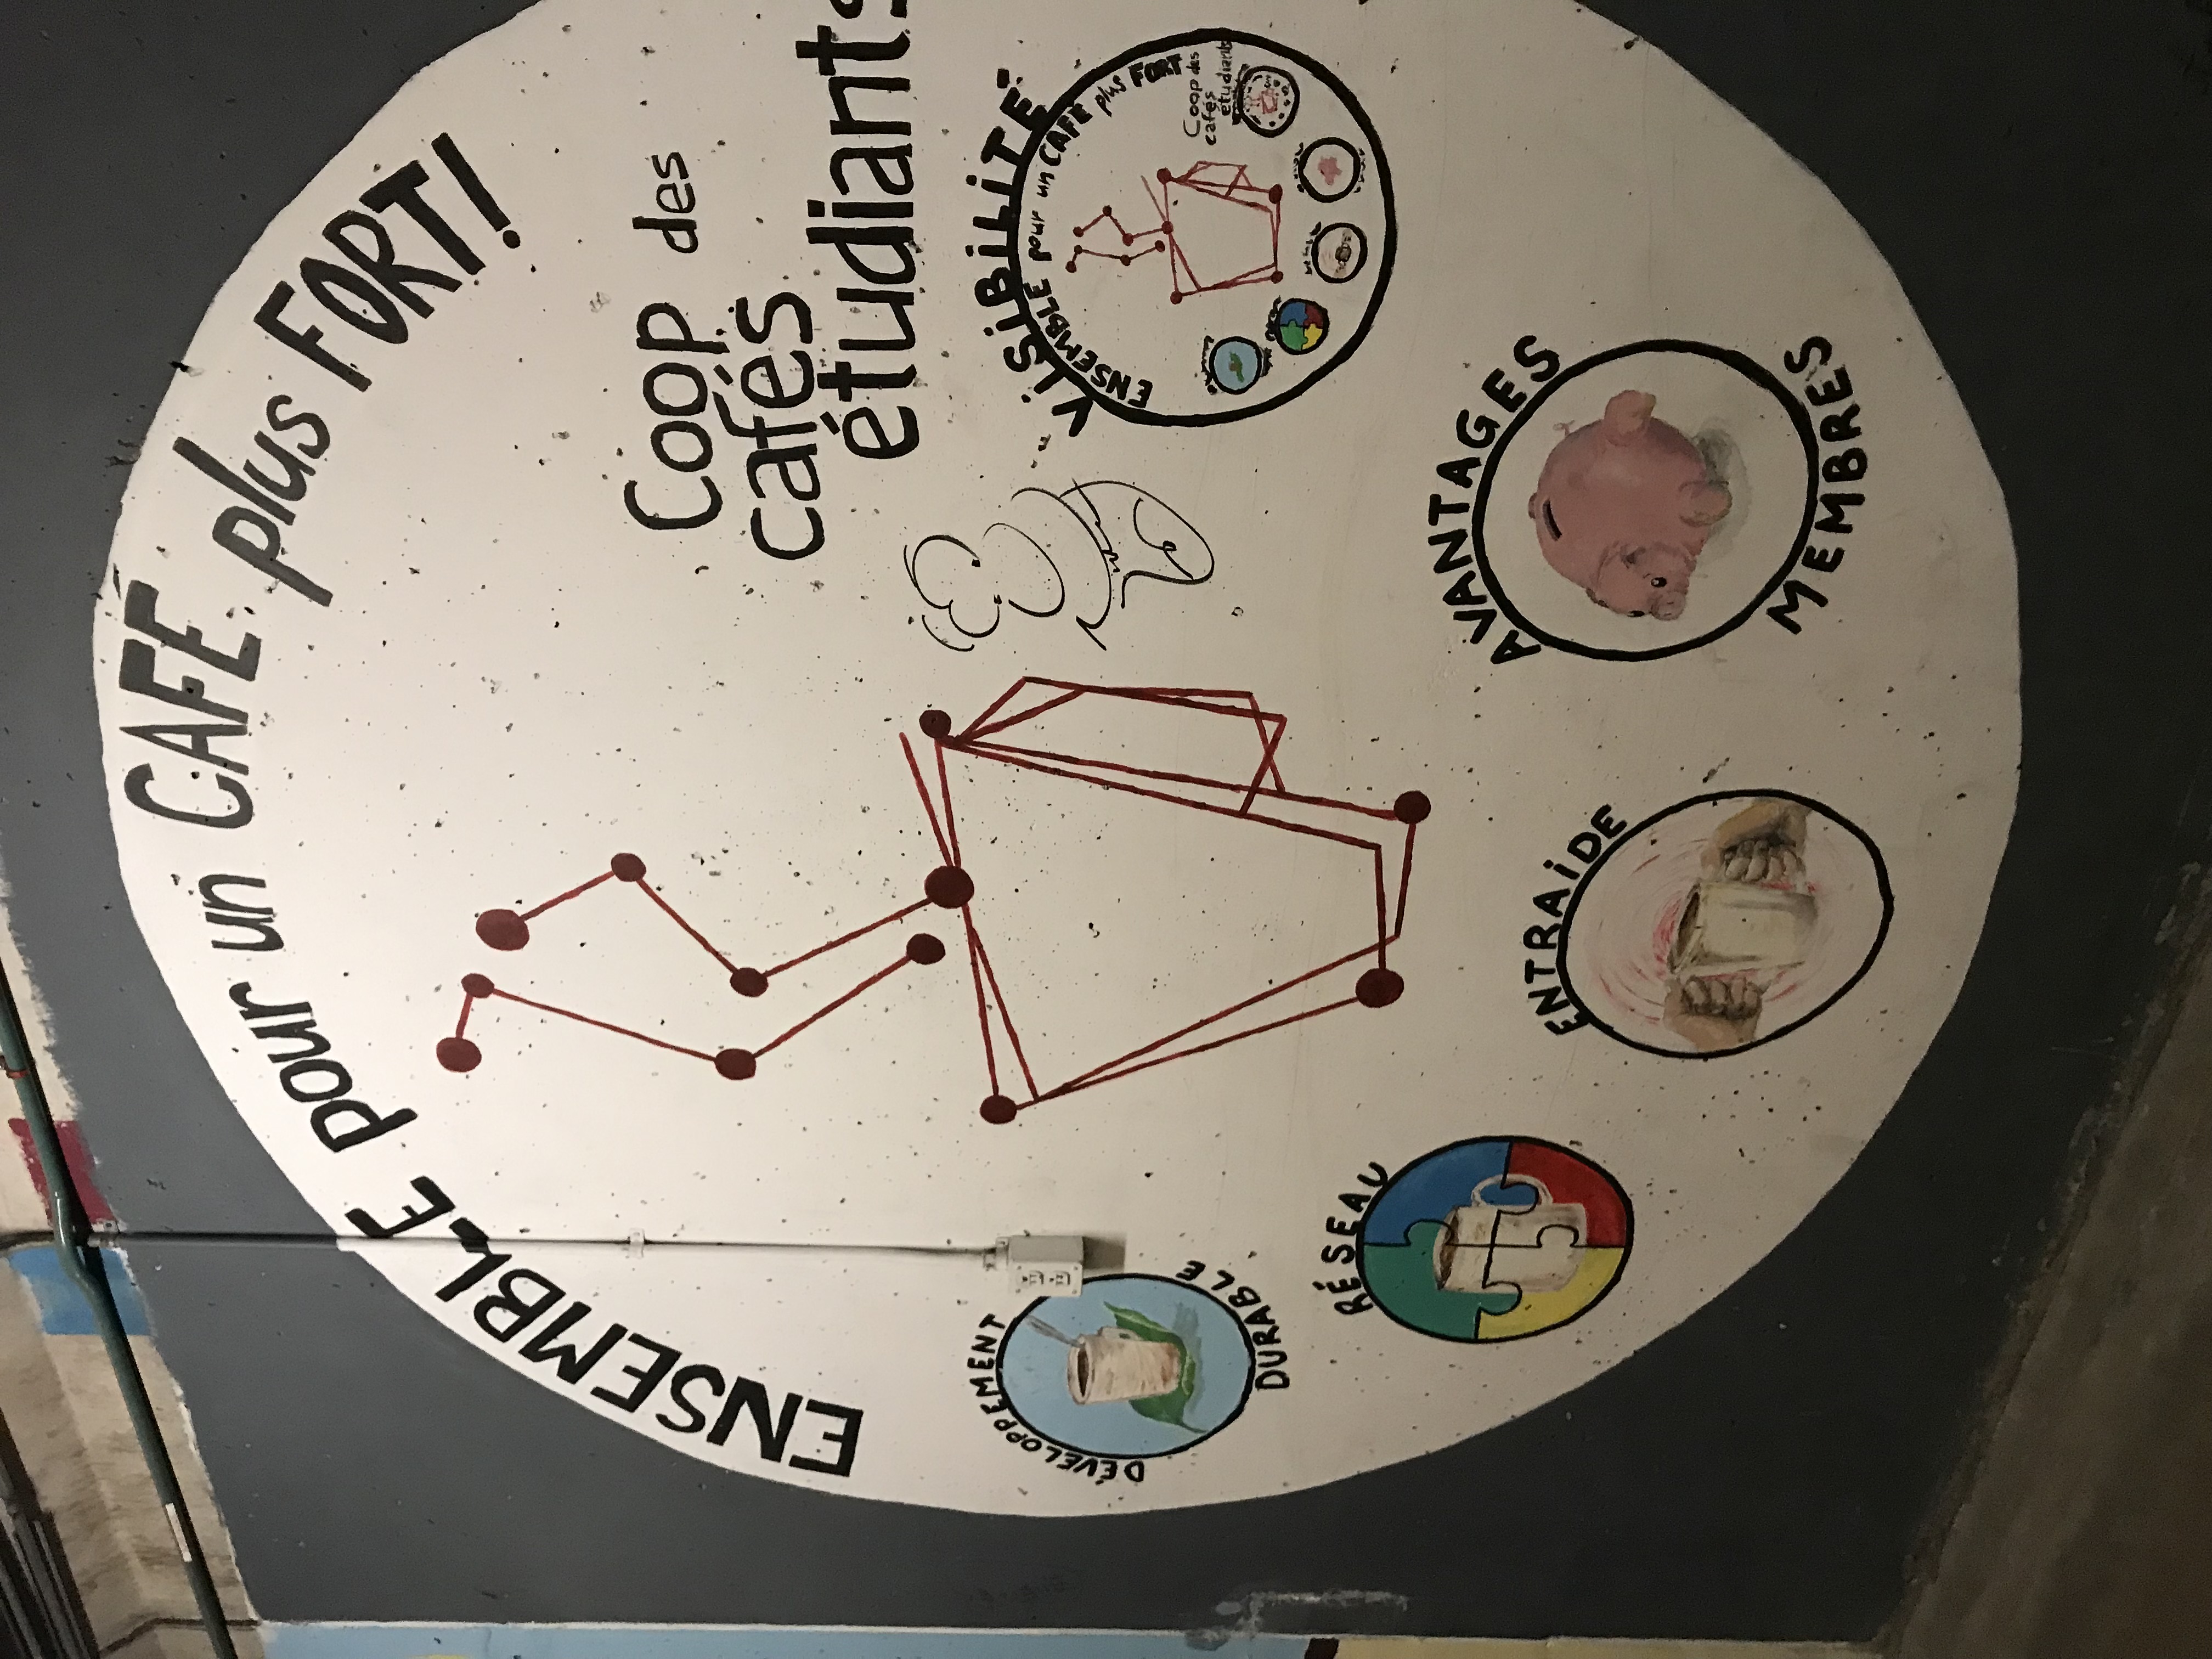 ENSEMBLE pour un CAFÉ plus FORT!
Coop des
cafés
étudiants
DÉVELOPPEMENT
DURABLE
RÉSEAU
ENTRAiDE
AVANTAGES
MEMBRES
ViSiBiLiTÉ
ENSEMBLE pour un CAFÉ plus FORT
Coop des
cafés
étudiants